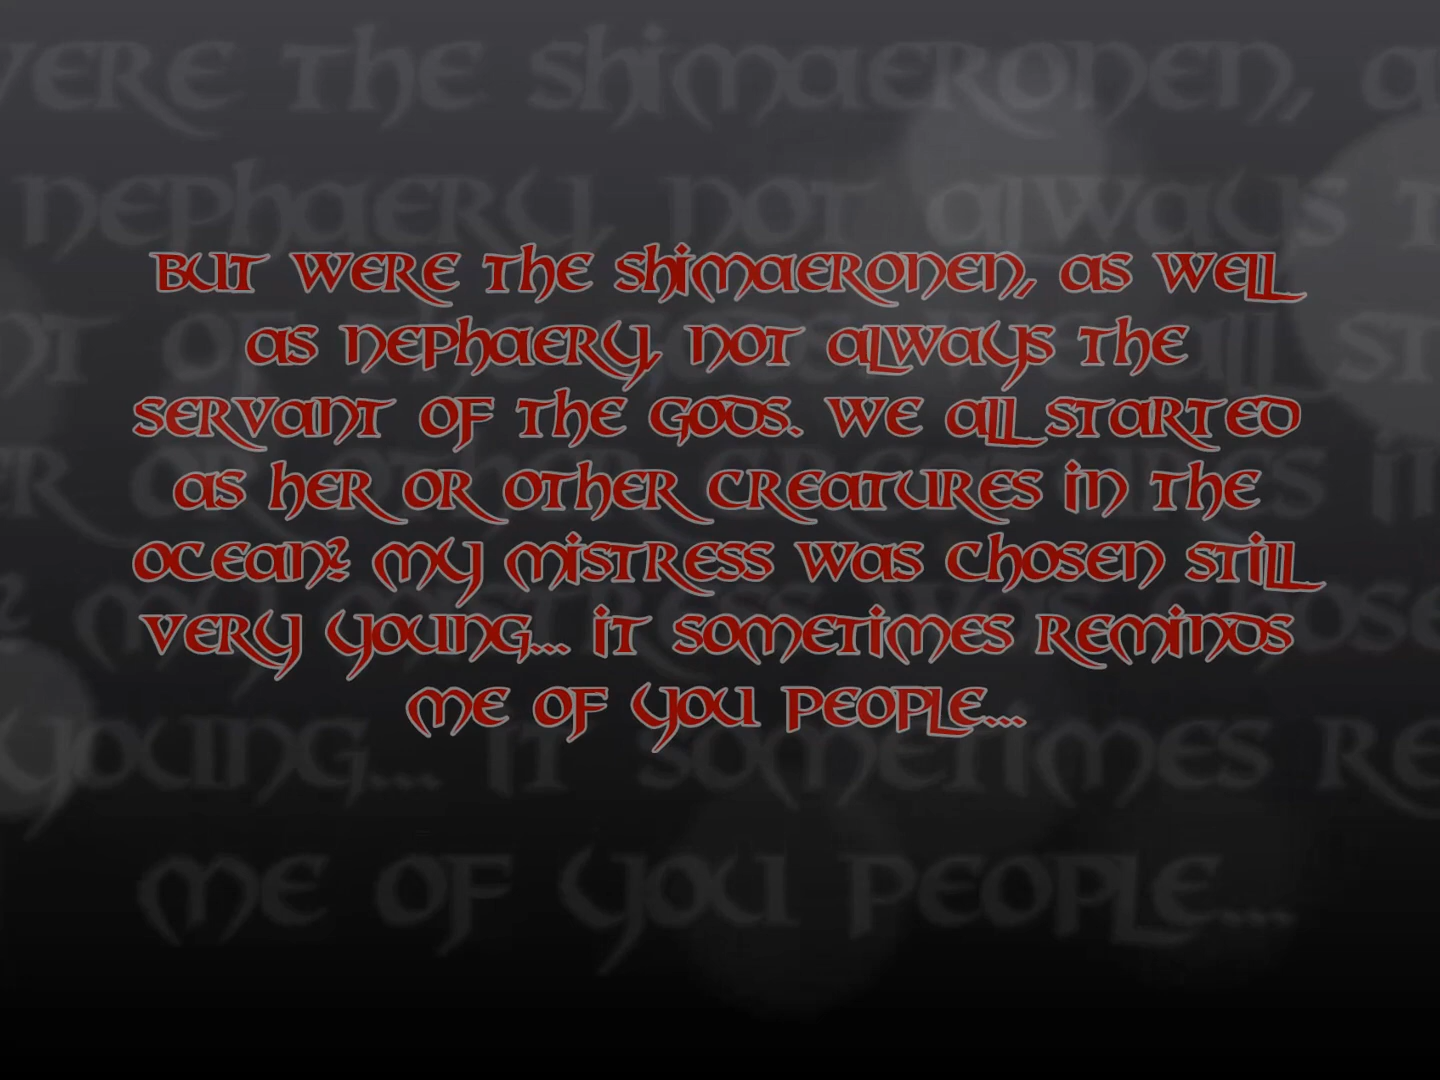 But were the Shimaeronen, as well
as Nephaery, not always the
servant of the gods. We all started
as her or other creatures in the
ocean? My mistress was chosen still
very young... It sometimes reminds
me of you people...